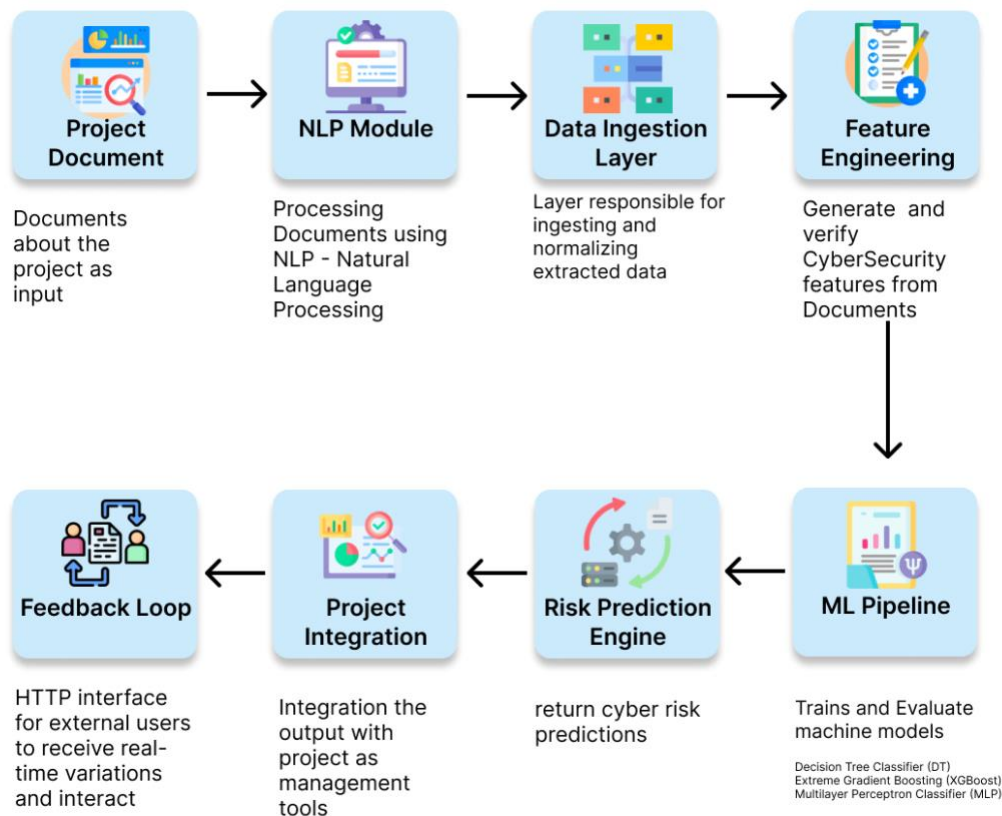 Project
Document
NLP Module
Data Ingestion
Layer
Feature
Engineering
Documents
about the
project as
input
Processing
Documents using
NLP - Natural
Language
Processing
Layer responsible for
ingesting and
normalizing
extracted data
Generate and
verify
CyberSecurity
features from
Documents
Feedback Loop
Project
Integration
Risk Prediction
Engine
ML Pipeline
HTTP interface
for external users
to receive real-
time variations
and interact
Integration the
output with
project as
management
tools
return cyber risk
predictions
Trains and Evaluate
machine models
Decision Tree Classifier (DT)
Extreme Gradient Boosting (XGBoost)
Multilayer Perceptron Classifier (MLP)
Ψ